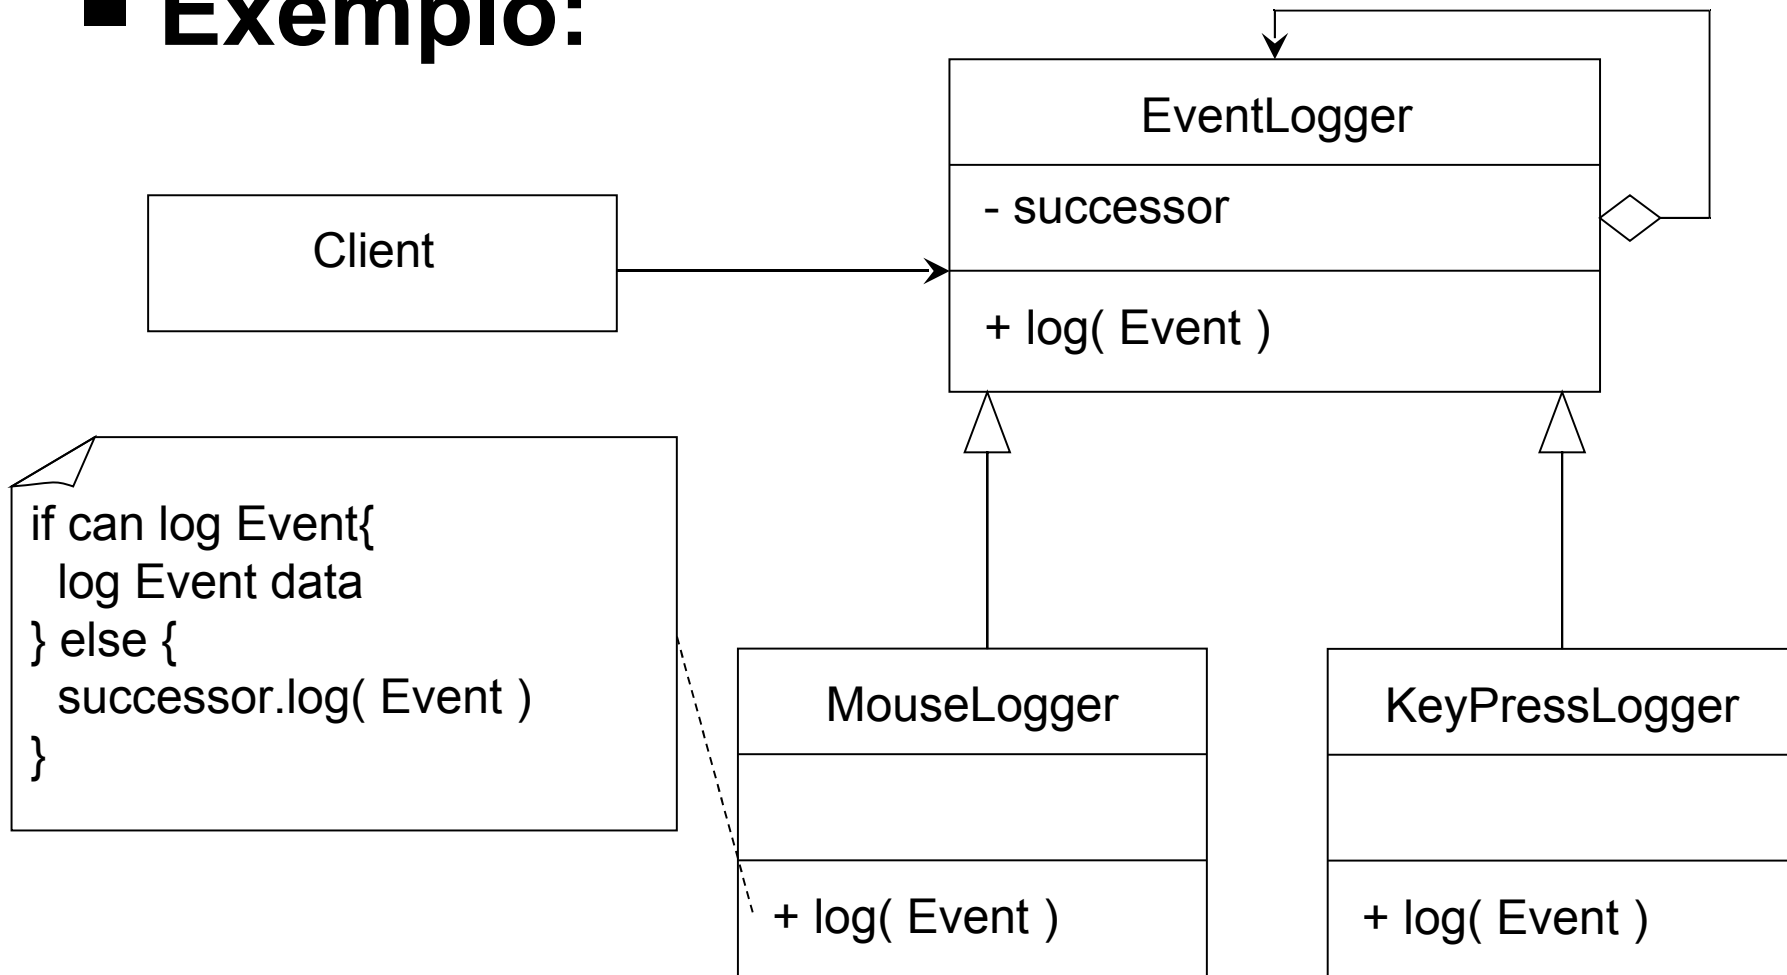 Exemplo:
EventLogger
- successor
+ log( Event )
Client
if can log Event{
log Event data
} else {
successor.log( Event )
}
MouseLogger
+ log( Event )
KeyPressLogger
+ log( Event )